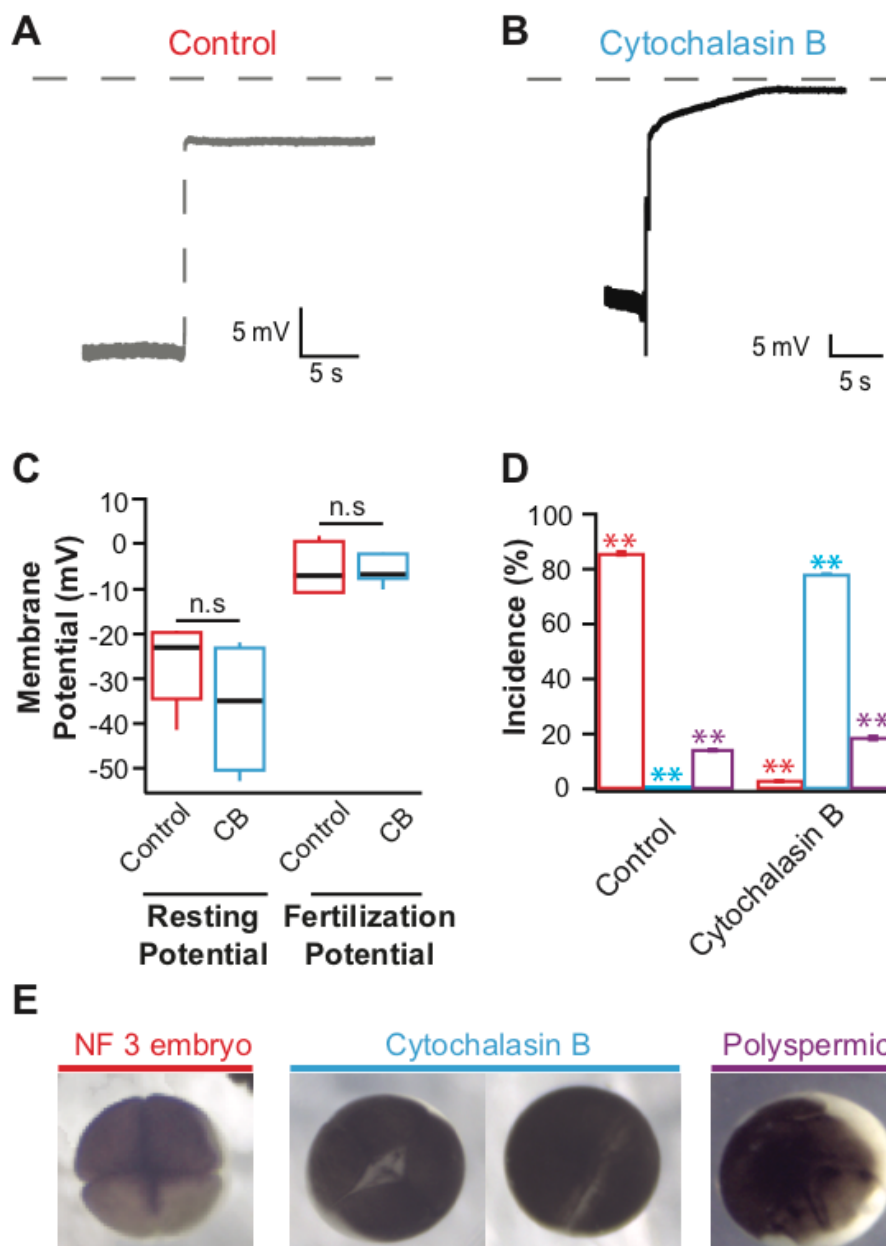 A
Control
5 mV
5 s
B
Cytochalasin B
5 mV
5 s
C
Membrane
Potential (mV)
10
0
-10
-20
-30
-40
-50
n.s
n.s
Control
CB
Control
CB
Resting
Potential
Fertilization
Potential
D
Incidence (%)
100
80
60
40
20
0
**
**
**
**
**
**
Control
Cytochalasin B
E
NF 3 embryo
Cytochalasin B
Polyspermic